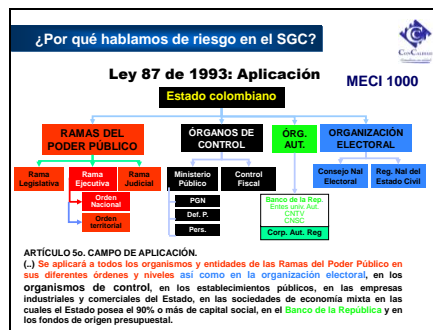 ¿Por qué hablamos de riesgo en el SGC?
Ley 87 de 1993: Aplicación
MECI 1000
Estado colombiano
RAMAS DEL
PODER PÚBLICO
ÓRGANOS DE
CONTROL
ÓRG.
AUT.
ORGANIZACIÓN
ELECTORAL
Rama
Legislativa
Rama
Ejecutiva
Rama
Judicial
Ministerio
Público
Control
Fiscal
Consejo Nal
Electoral
Reg. Nal del
Estado Civil
Orden
Nacional
Orden
territorial
PGN
Def. P.
Pers.
Banco de la Rep.
Entes univ. Aut.
CNTV
CNSC
Corp. Aut. Reg
ARTÍCULO 5o. CAMPO DE APLICACIÓN.
(..) Se aplicará a todos los organismos y entidades de las Ramas del Poder Público en
sus diferentes órdenes y niveles así como en la organización electoral, en los
organismos de control, en los establecimientos públicos, en las empresas
industriales y comerciales del Estado, en las sociedades de economía mixta en las
cuales el Estado posea el 90% o más de capital social, en el Banco de la República y en
los fondos de origen presupuestal.